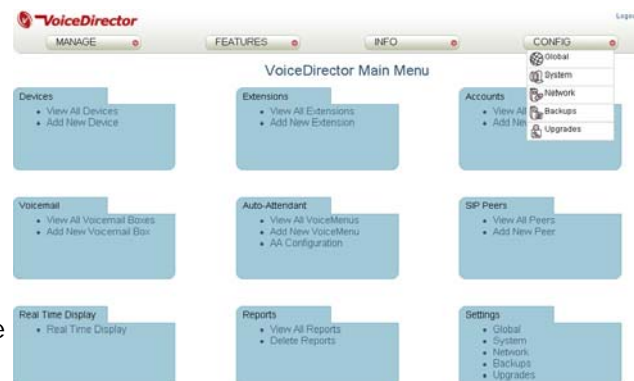 VoiceDirector
MANAGE
FEATURES
INFO
CONFIG
Global
System
Network
Backups
Upgrades
VoiceDirector Main Menu
Devices
View All Devices
Add New Device
Extensions
View All Extensions
Add New Extension
Accounts
View All
Add
Voicemail
View All Voicemail Boxes
Add New Voicemail Box
Auto-Attendant
View All VoiceMenus
Add New VoiceMenu
AA Configuration
SIP Peers
View All Peers
Add New Peer
Real Time Display
Real Time Display
Reports
View All Reports
Delete Reports
Settings
Global
System
Network
Backups
Upgrades
e